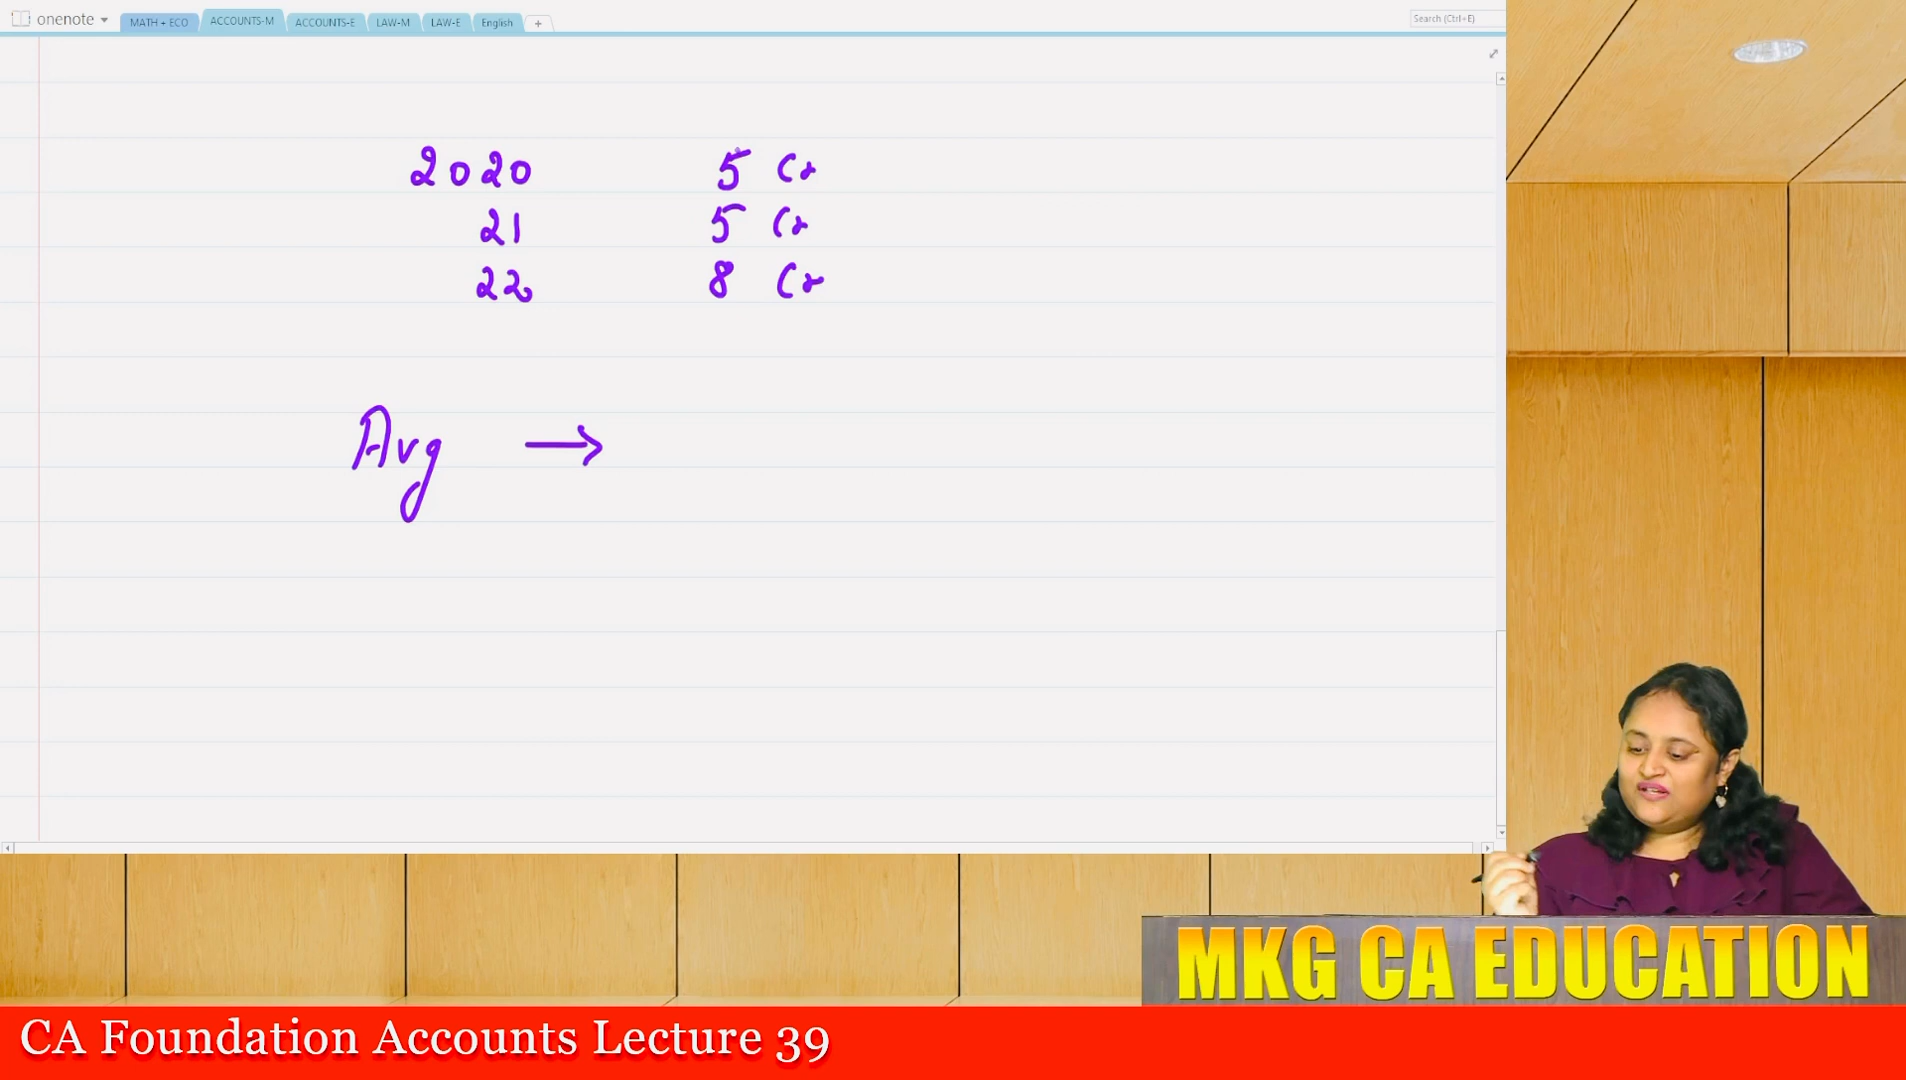 onenote
MATH + ECO
ACCOUNTS-M
ACCOUNTS-E
LAW-M
LAW-E
English
+
Search (Ctrl+E)
2020 5 Cr
21 5 Cr
22 8 Cr
Avg →
MKG CA EDUCATION
CA Foundation Accounts Lecture 39